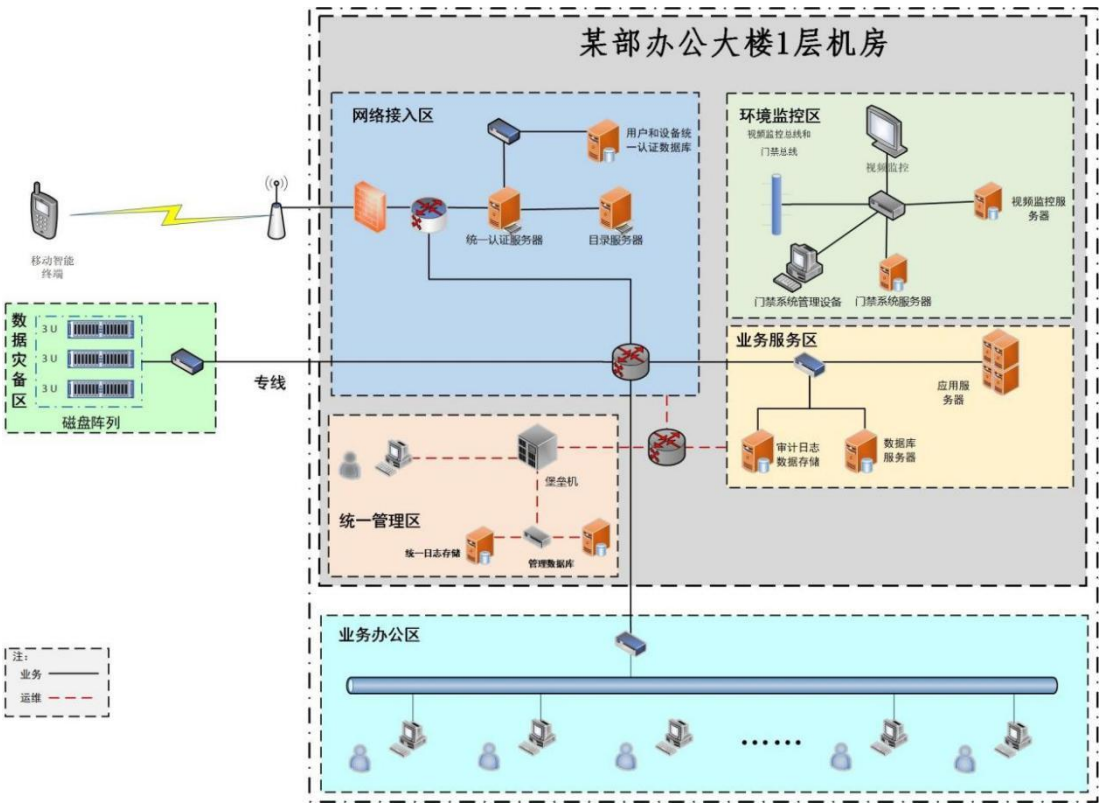 某部办公大楼1层机房
网络接入区
用户和设备统
一认证数据库
统一认证服务器
目录服务器
移动智能
终端
环境监控区
视频监控总线和
门禁总线
视频监控
视频监控服
务器
门禁系统管理设备
门禁系统服务器
数据灾备区
3 U
3 U
3 U
磁盘阵列
专线
业务服务区
应用服
务器
审计日志
数据存储
数据库
服务器
堡垒机
统一管理区
统一日志存储
管理数据库
业务办公区
······
注:
业务
运维